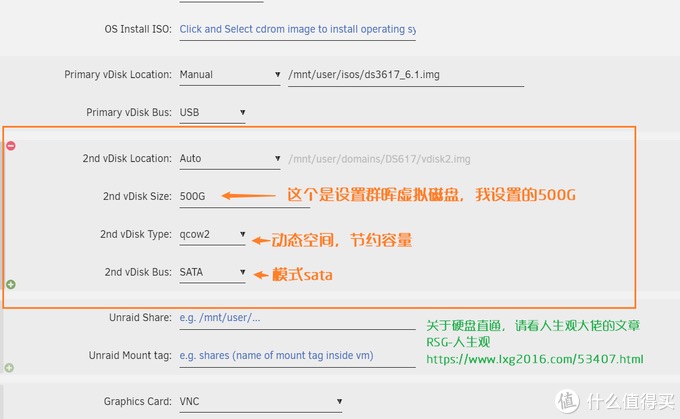 OS Install ISO: Click and Select cdrom image to install operating sy
Primary vDisk Location: Manual /mnt/user/isos/ds3617_6.1.img
Primary vDisk Bus: USB
2nd vDisk Location: Auto /mnt/user/domains/DS617/vdisk2.img
2nd vDisk Size: 500G 这个是设置群晖虚拟磁盘，我设置的500G
2nd vDisk Type: qcow2 动态空间，节约容量
2nd vDisk Bus: SATA 模式sata
Unraid Share: e.g. /mnt/user/...
关于硬盘直通，请看人生观大佬的文章
RSG-人生观
Unraid Mount tag: e.g. shares (name of mount tag inside vm)
https://www.lxg2016.com/53407.html
Graphics Card: VNC
值 什么值得买